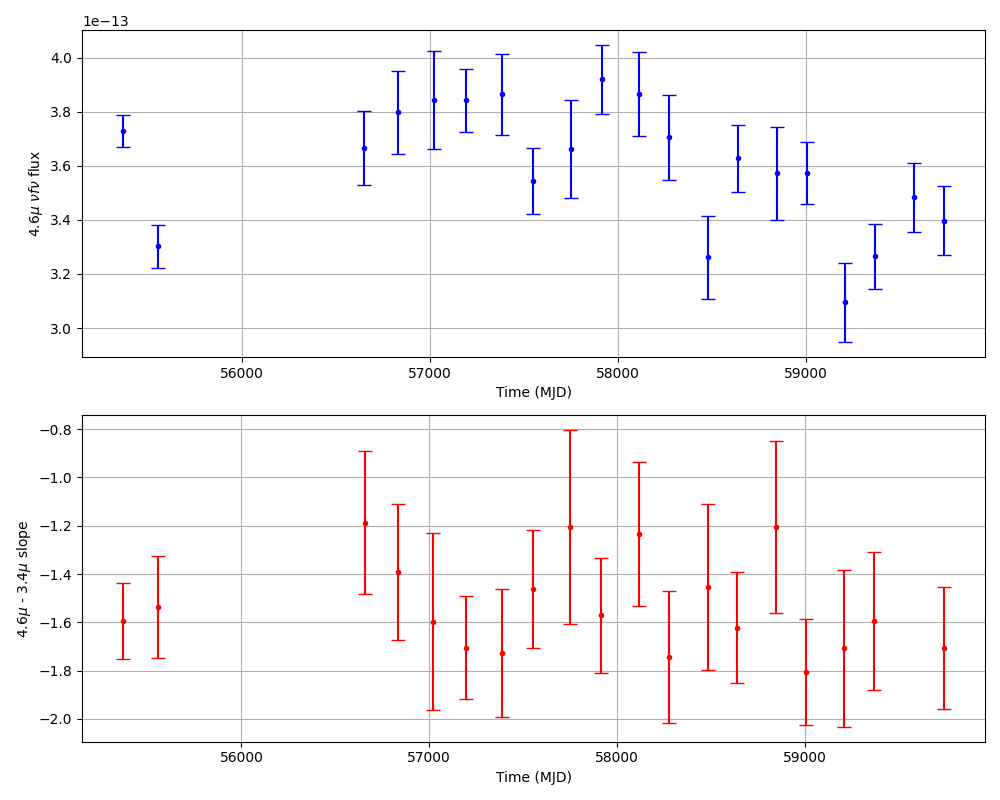 1e−13
4.0
3.8
3.6
3.4
3.2
3.0
4.6μ νfν flux
56000 57000 58000 59000
Time (MJD)
−0.8
−1.0
−1.2
−1.4
−1.6
−1.8
−2.0
4.6μ - 3.4μ slope
56000 57000 58000 59000
Time (MJD)